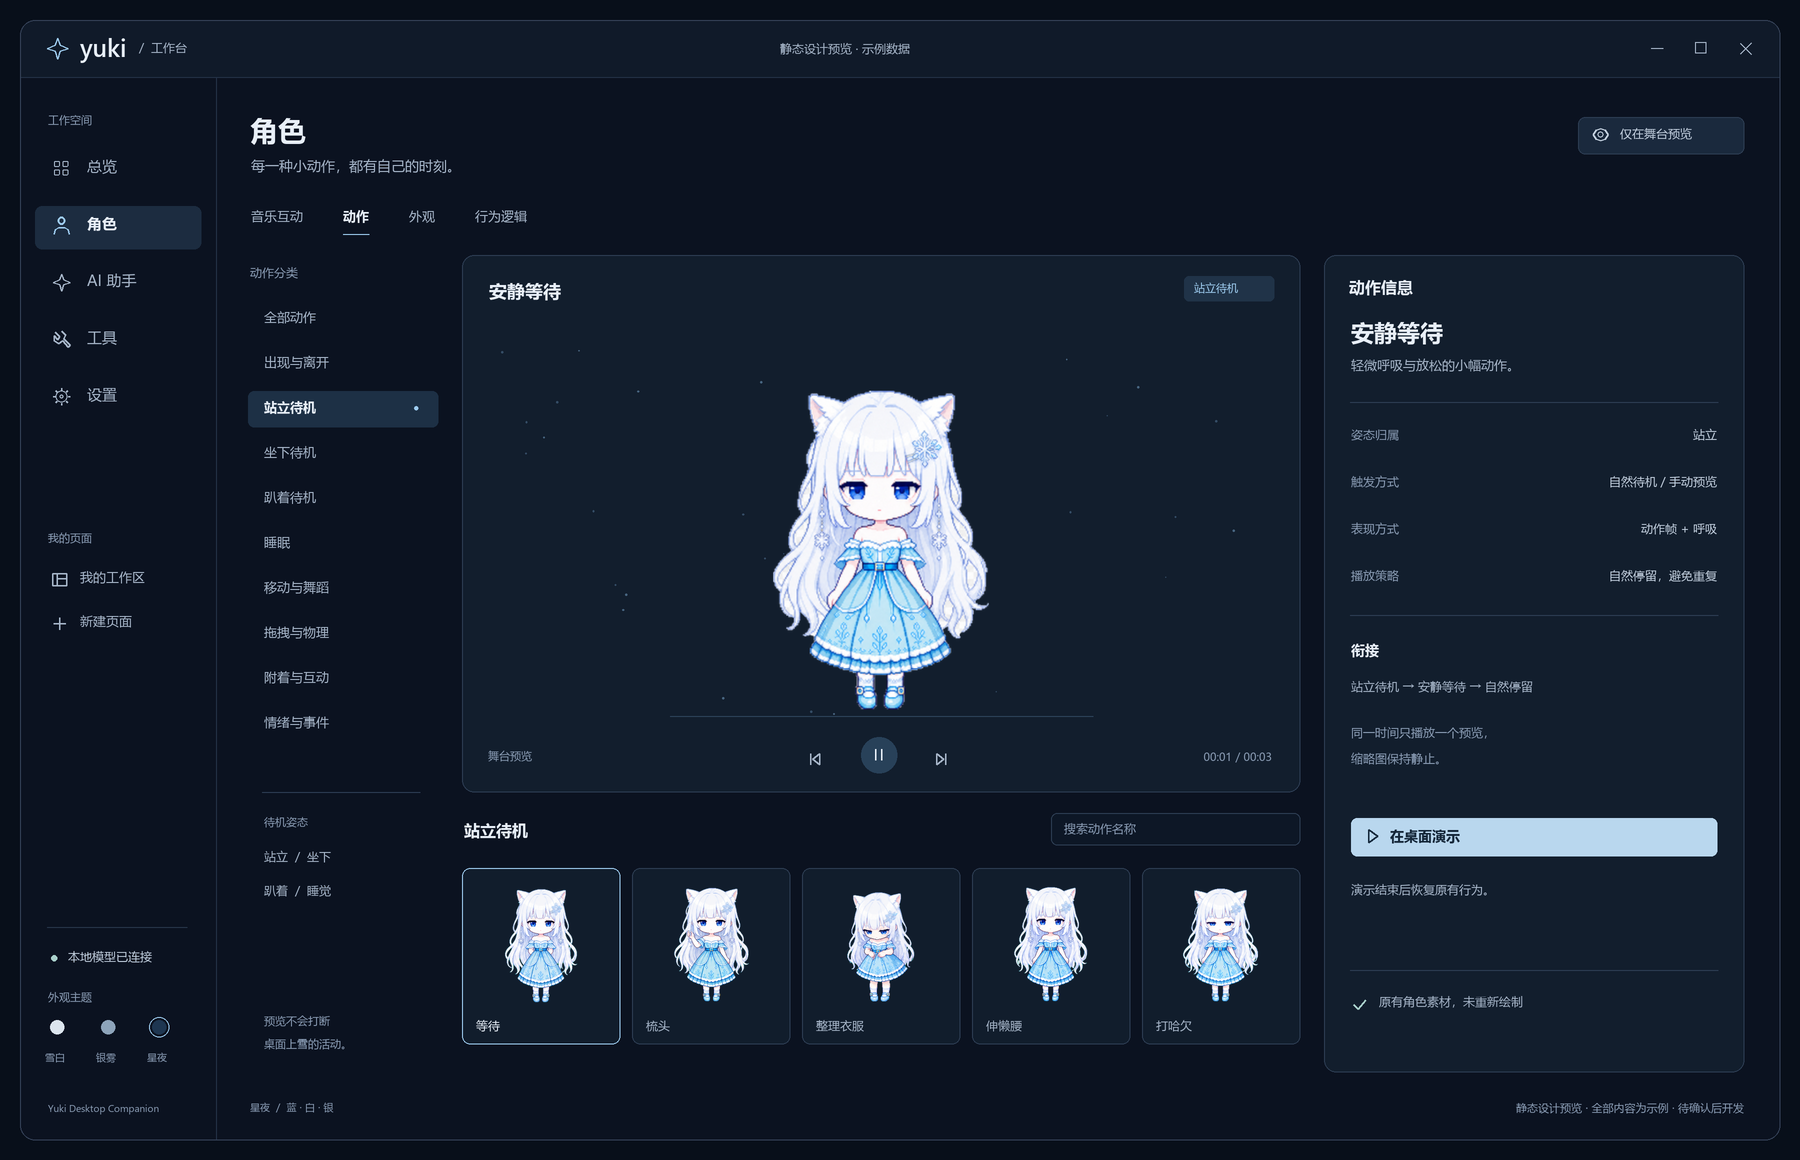 yuki / 工作台
静态设计预览 · 示例数据
工作空间
总览
角色
AI 助手
工具
设置
我的页面
我的工作区
新建页面
本地模型已连接
外观主题
雪白 银雾 星夜
Yuki Desktop Companion
角色
每一种小动作，都有自己的时刻。
仅在舞台预览
音乐互动 动作 外观 行为逻辑
动作分类
全部动作
出现与离开
站立待机
坐下待机
趴着待机
睡眠
移动与舞蹈
拖拽与物理
附着与互动
情绪与事件
待机姿态
站立 / 坐下
趴着 / 睡觉
预览不会打断
桌面上雪的活动。
安静等待
站立待机
舞台预览
00:01 / 00:03
站立待机
搜索动作名称
等待
梳头
整理衣服
伸懒腰
打哈欠
动作信息
安静等待
轻微呼吸与放松的小幅动作。
姿态归属 站立
触发方式 自然待机 / 手动预览
表现方式 动作帧 + 呼吸
播放策略 自然停留，避免重复
衔接
站立待机 → 安静等待 → 自然停留
同一时间只播放一个预览，
缩略图保持静止。
在桌面演示
演示结束后恢复原有行为。
原有角色素材，未重新绘制
星夜 / 蓝 · 白 · 银
静态设计预览 · 全部内容为示例 · 待确认后开发